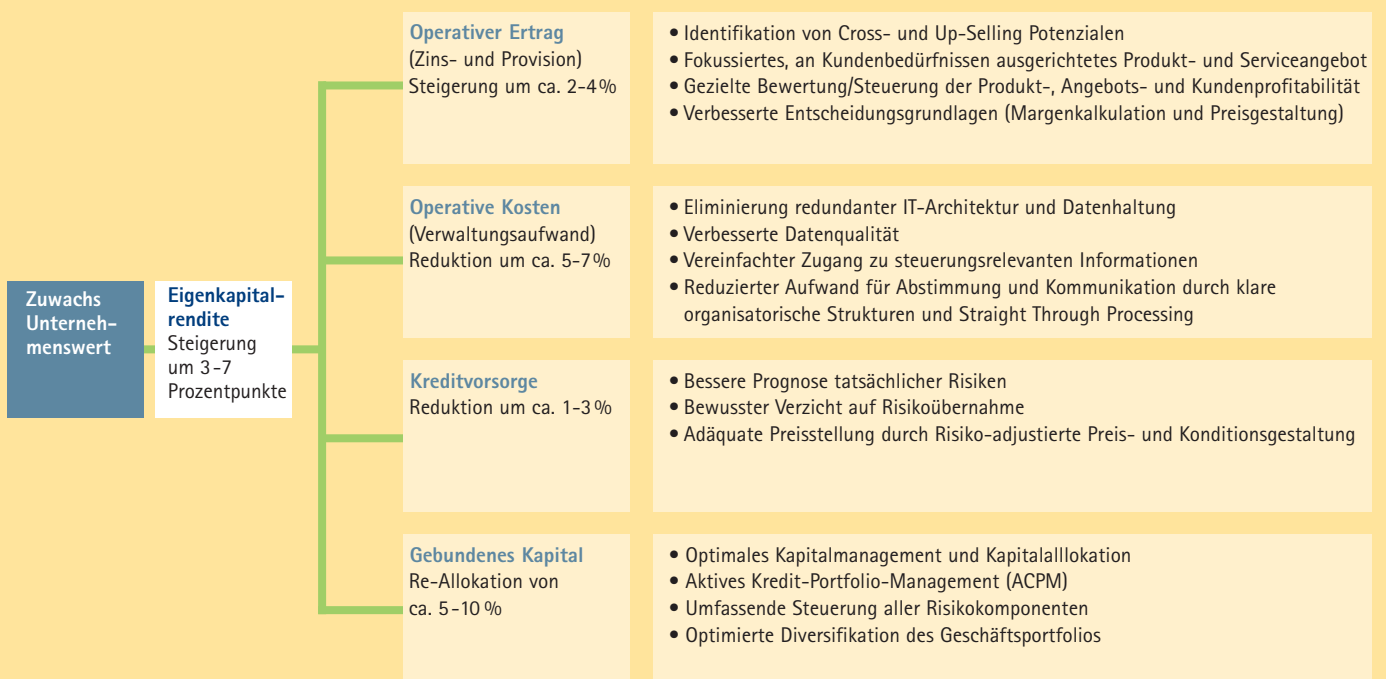 Zuwachs
Unterneh-
menswert
Eigenkapital-
rendite
Steigerung
um 3-7
Prozentpunkte
Operativer Ertrag
(Zins- und Provision)
Steigerung um ca. 2-4%
• Identifikation von Cross- und Up-Selling Potenzialen
• Fokussiertes, an Kundenbedürfnissen ausgerichtetes Produkt- und Serviceangebot
• Gezielte Bewertung/Steuerung der Produkt-, Angebots- und Kundenprofitabilität
• Verbesserte Entscheidungsgrundlagen (Margenkalkulation und Preisgestaltung)
Operative Kosten
(Verwaltungsaufwand)
Reduktion um ca. 5-7%
• Eliminierung redundanter IT-Architektur und Datenhaltung
• Verbesserte Datenqualität
• Vereinfachter Zugang zu steuerungsrelevanten Informationen
• Reduzierter Aufwand für Abstimmung und Kommunikation durch klare
organisatorische Strukturen und Straight Through Processing
Kreditvorsorge
Reduktion um ca. 1-3%
• Bessere Prognose tatsächlicher Risiken
• Bewusster Verzicht auf Risikoübernahme
• Adäquate Preisstellung durch Risiko-adjustierte Preis- und Konditionsgestaltung
Gebundenes Kapital
Re-Allokation von
ca. 5-10 %
• Optimales Kapitalmanagement und Kapitalalllokation
• Aktives Kredit-Portfolio-Management (ACPM)
• Umfassende Steuerung aller Risikokomponenten
• Optimierte Diversifikation des Geschäftsportfolios